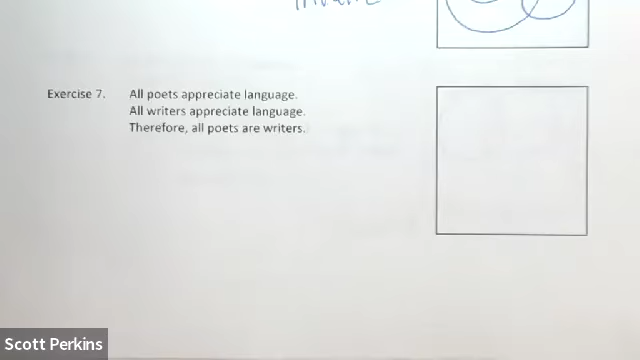 Exercise 7. All poets appreciate language.
All writers appreciate language.
Therefore, all poets are writers.
Scott Perkins